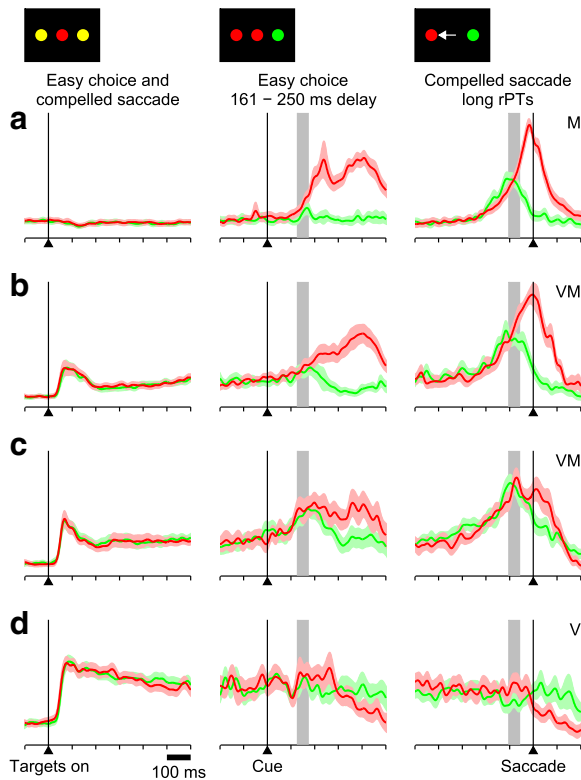 Easy choice and
compelled saccade
Easy choice
161 − 250 ms delay
Compelled saccade
long rPTs
a
M
b
VM
c
VM
d
V
Targets on
100 ms
Cue
Saccade